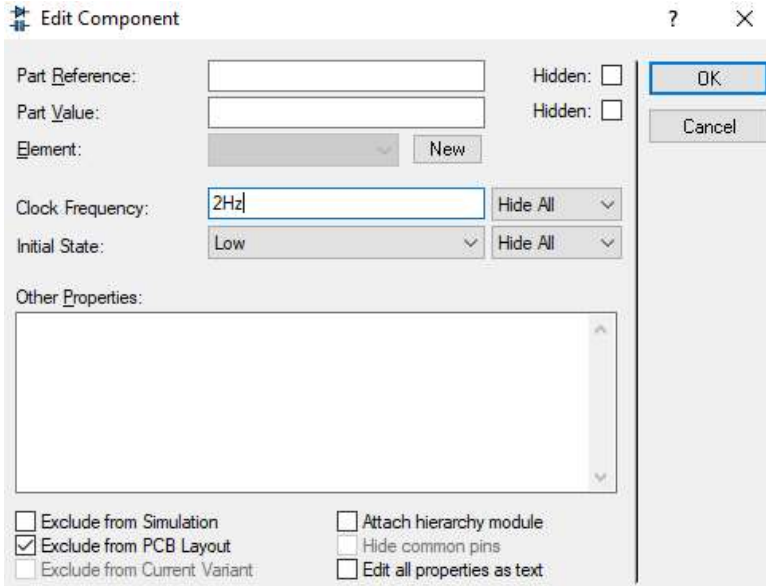 Edit Component ?
Part Reference: Hidden: OK
Part Value: Hidden: Cancel
Element: New
Clock Frequency: 2Hz Hide All
Initial State: Low Hide All
Other Properties:
Exclude from Simulation Attach hierarchy module
Exclude from PCB Layout Hide common pins
Exclude from Current Variant Edit all properties as text